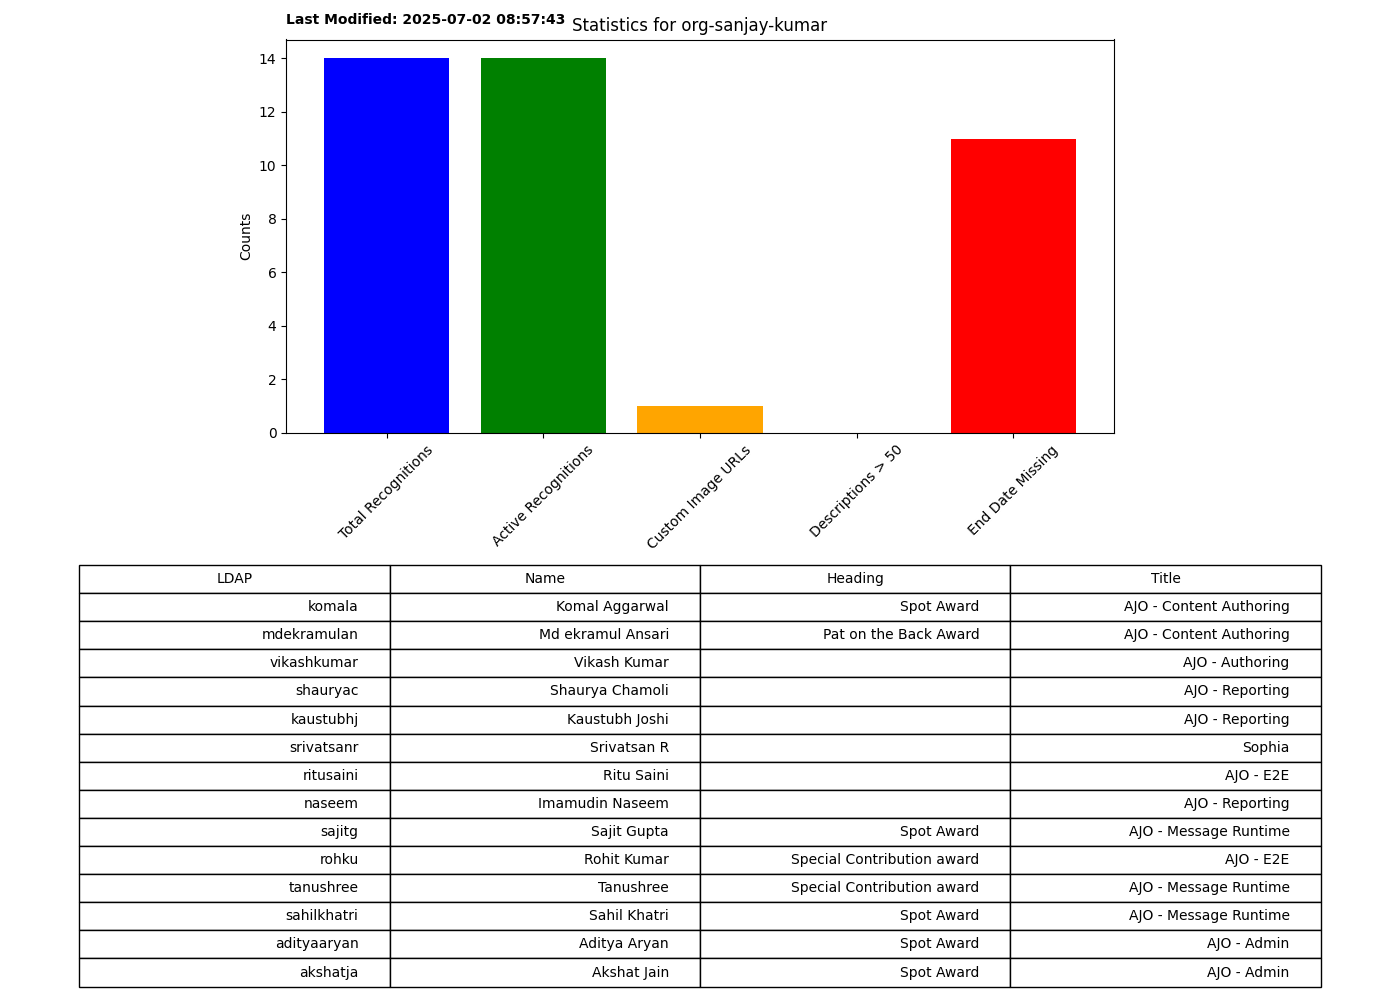 Last Modified: 2025-07-02 08:57:43
Statistics for org-sanjay-kumar
Counts
14
12
10
8
6
4
2
0
Total Recognitions
Active Recognitions
Custom Image URLs
Descriptions > 50
End Date Missing
LDAP Name Heading Title
komala Komal Aggarwal Spot Award AJO - Content Authoring
mdekramulan Md ekramul Ansari Pat on the Back Award AJO - Content Authoring
vikashkumar Vikash Kumar AJO - Authoring
shauryac Shaurya Chamoli AJO - Reporting
kaustubhj Kaustubh Joshi AJO - Reporting
srivatsanr Srivatsan R Sophia
ritusaini Ritu Saini AJO - E2E
naseem Imamudin Naseem AJO - Reporting
sajitg Sajit Gupta Spot Award AJO - Message Runtime
rohku Rohit Kumar Special Contribution award AJO - E2E
tanushree Tanushree Special Contribution award AJO - Message Runtime
sahilkhatri Sahil Khatri Spot Award AJO - Message Runtime
adityaaryan Aditya Aryan Spot Award AJO - Admin
akshatja Akshat Jain Spot Award AJO - Admin